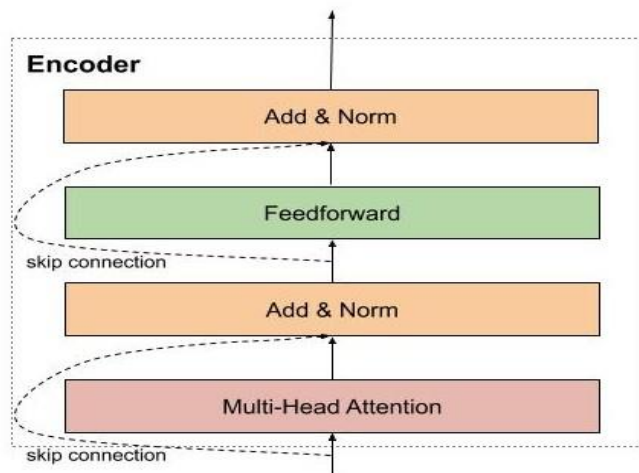 Encoder
Add & Norm
Feedforward
skip connection
Add & Norm
Multi-Head Attention
skip connection